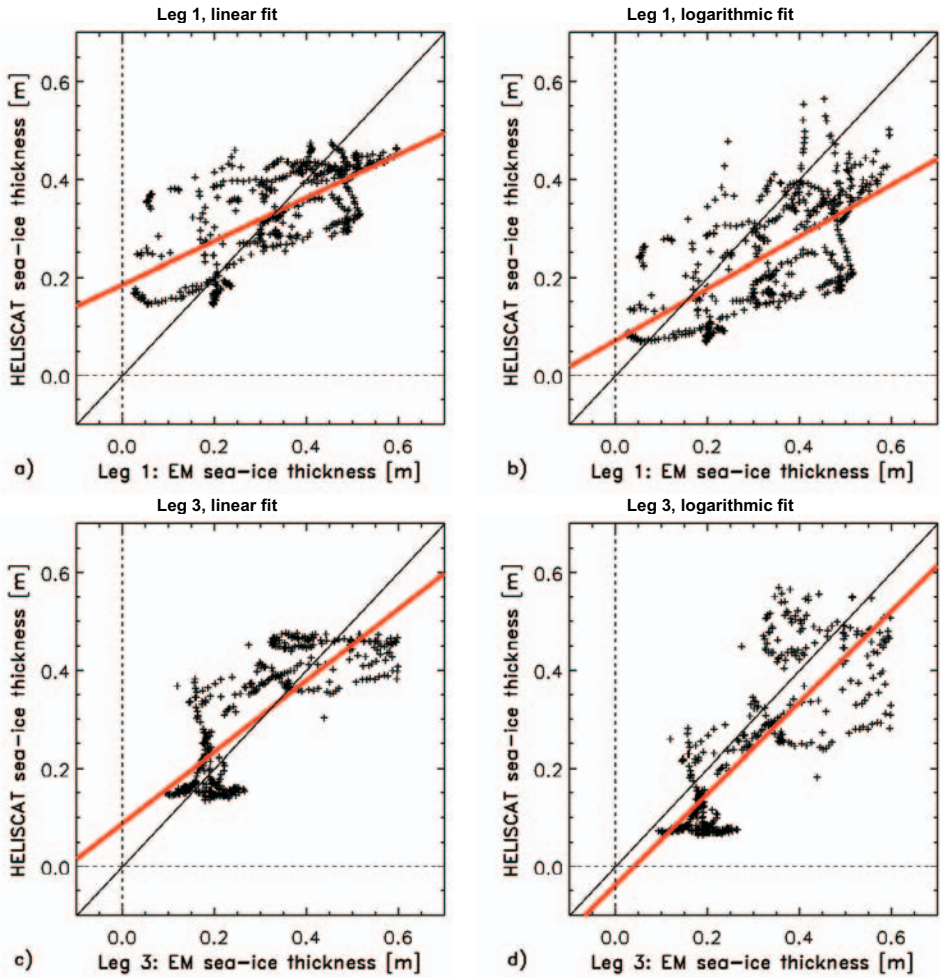 Leg 1, linear fit
HELISCAT sea-ice thickness [m]
0.6
0.4
0.2
0.0
0.0 0.2 0.4 0.6
a) Leg 1: EM sea-ice thickness [m]
Leg 1, logarithmic fit
HELISCAT sea-ice thickness [m]
0.6
0.4
0.2
0.0
0.0 0.2 0.4 0.6
b) Leg 1: EM sea-ice thickness [m]
Leg 3, linear fit
HELISCAT sea-ice thickness [m]
0.6
0.4
0.2
0.0
0.0 0.2 0.4 0.6
c) Leg 3: EM sea-ice thickness [m]
Leg 3, logarithmic fit
HELISCAT sea-ice thickness [m]
0.6
0.4
0.2
0.0
0.0 0.2 0.4 0.6
d) Leg 3: EM sea-ice thickness [m]